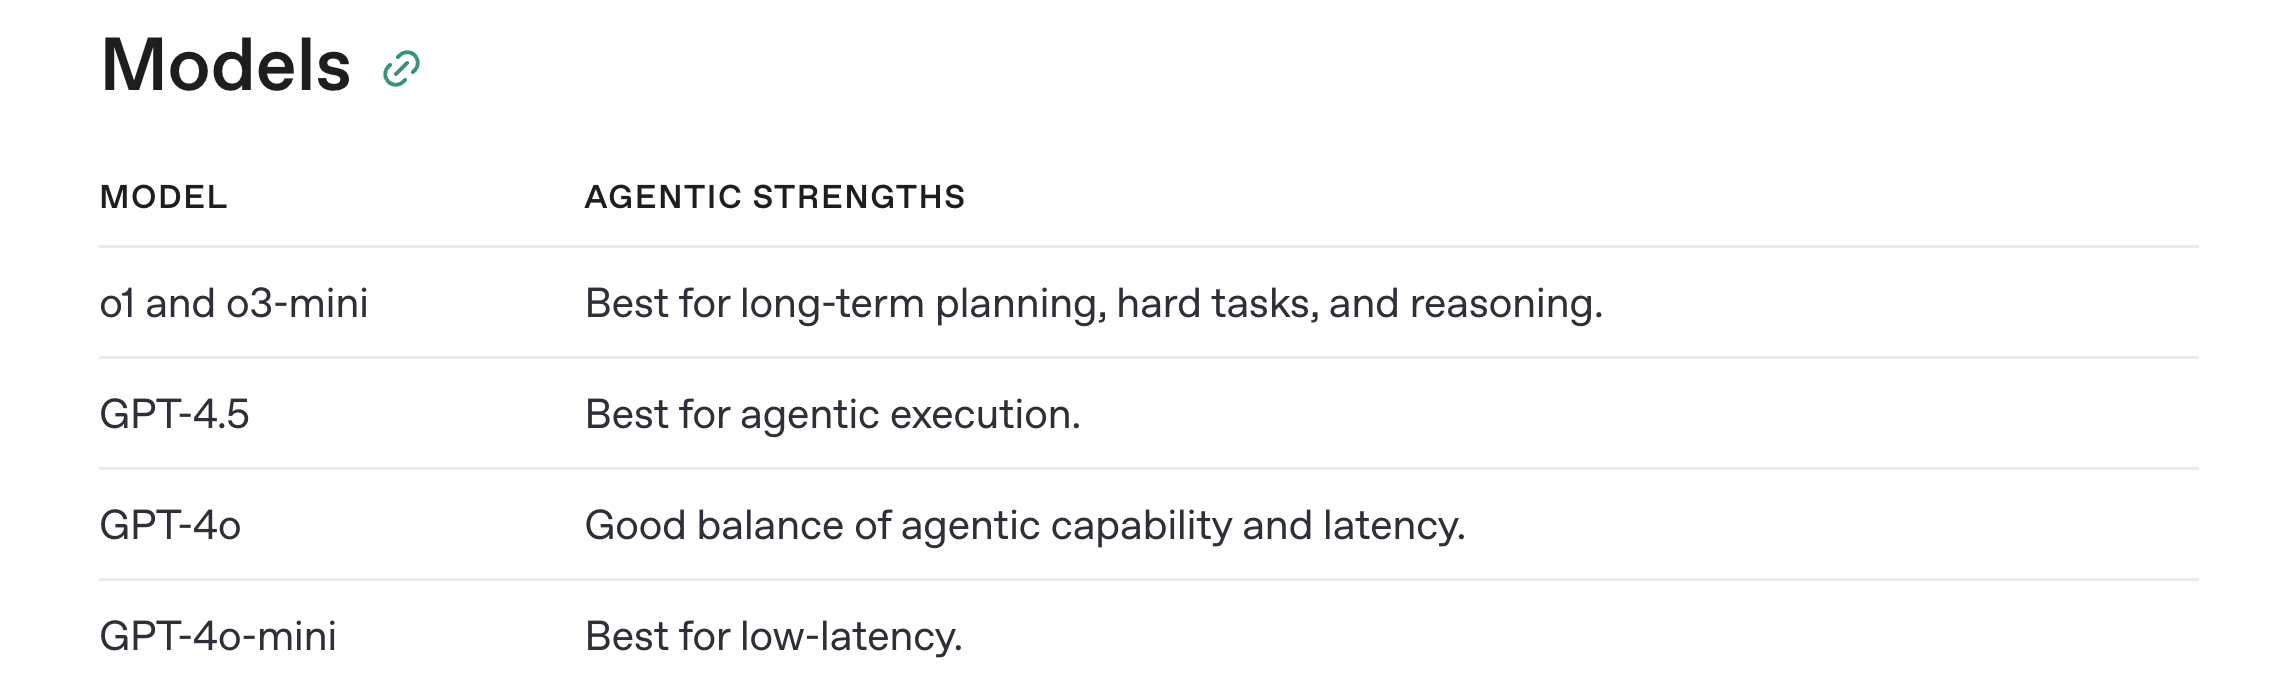 Models
MODEL AGENTIC STRENGTHS
o1 and o3-mini Best for long-term planning, hard tasks, and reasoning.
GPT-4.5 Best for agentic execution.
GPT-4o Good balance of agentic capability and latency.
GPT-4o-mini Best for low-latency.